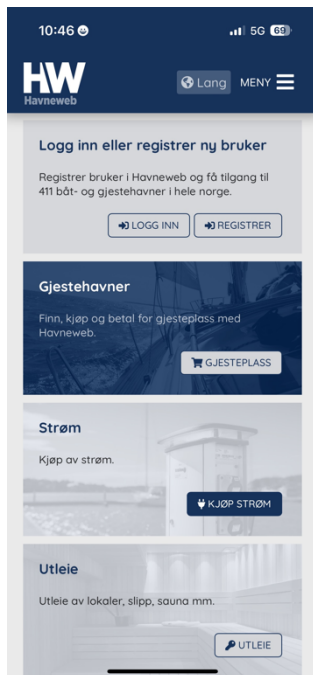 10:46
5G 69
HW
Havneweb
Lang
MENY
Logg inn eller registrer ny bruker
Registrer bruker i Havneweb og få tilgang til
411 båt- og gjestehavner i hele norge.
LOGG INN
REGISTRER
Gjestehavner
Finn, kjøp og betal for gjesteplass med
Havneweb.
GJESTEPLASS
Strøm
Kjøp av strøm.
KJØP STRØM
Utleie
Utleie av lokaler, slipp, sauna mm.
UTLEIE